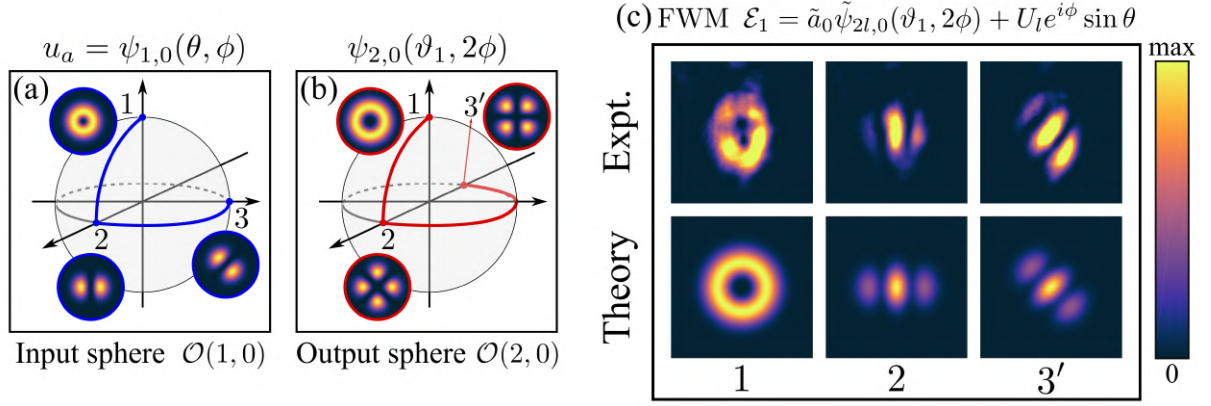 u_a = ψ_{1,0}(θ, ϕ)
(a)
1
2
3
Input sphere 𝒪(1, 0)
ψ_{2,0}(ϑ_1, 2ϕ)
(b)
1
3′
2
Output sphere 𝒪(2, 0)
(c) FWM ℰ_1 = ã_0 ψ̃_{2l,0}(ϑ_1, 2ϕ) + U_l e^{iϕ} sin θ
Expt.
Theory
1 2 3′
max
0